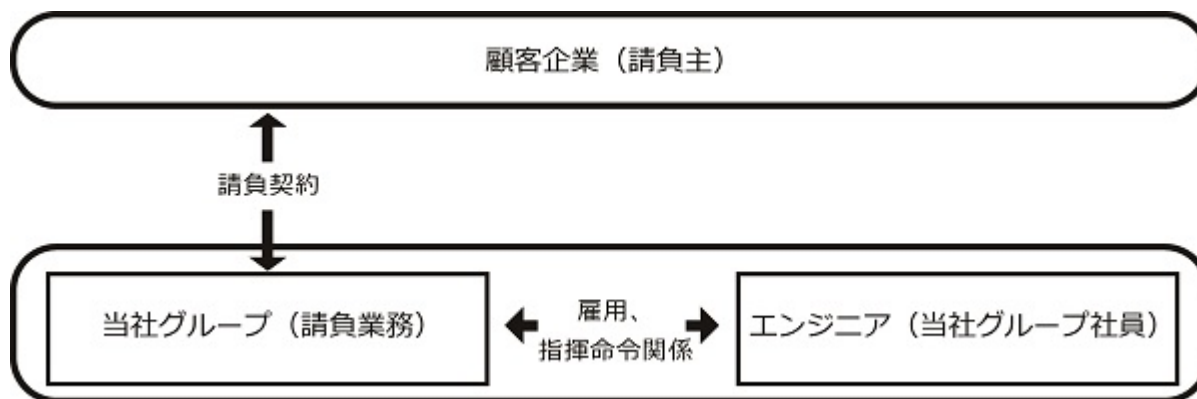 顧客企業（請負主）
請負契約
当社グループ（請負業務）
雇用、
指揮命令関係
エンジニア（当社グループ社員）